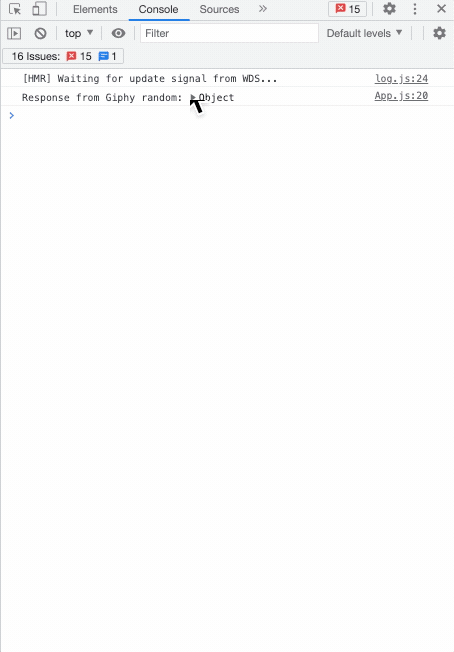 Elements Console Sources » 15
top ▼ Filter Default levels ▼
16 Issues: 15 1
[HMR] Waiting for update signal from WDS... log.js:24
Response from Giphy random: ▶Object App.js:20
>